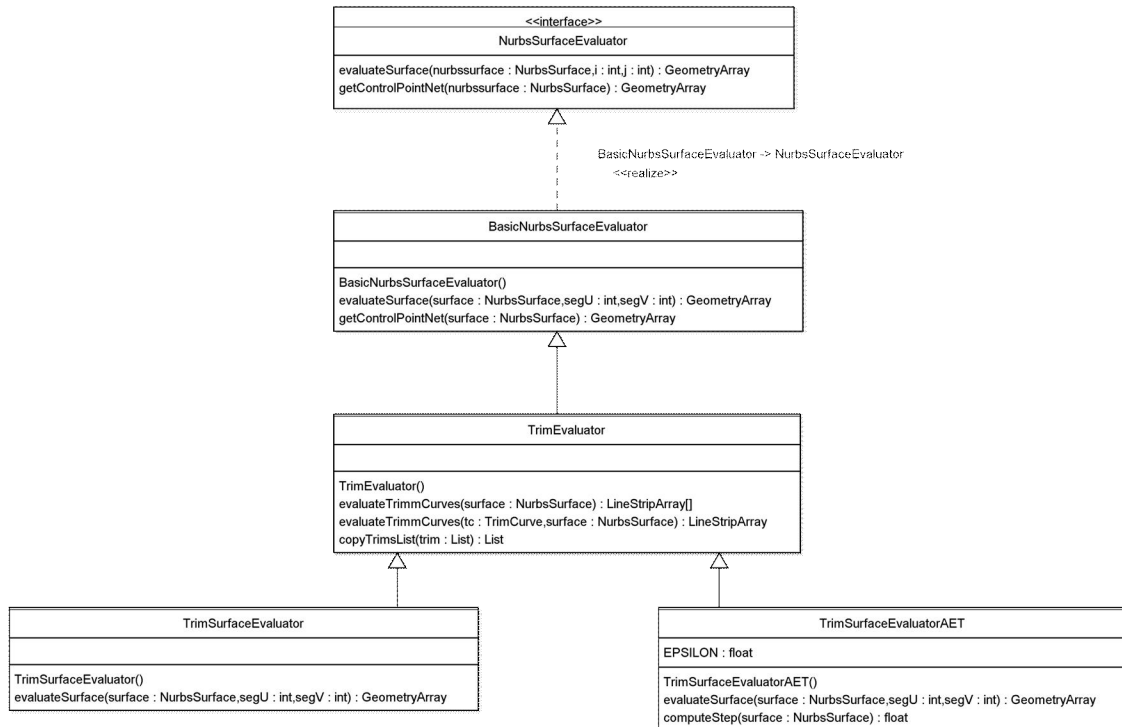 <<interface>>
NurbsSurfaceEvaluator
evaluateSurface(nurbssurface : NurbsSurface,i : int,j : int) : GeometryArray
getControlPointNet(nurbssurface : NurbsSurface) : GeometryArray
BasicNurbsSurfaceEvaluator -> NurbsSurfaceEvaluator
<<realize>>
BasicNurbsSurfaceEvaluator
BasicNurbsSurfaceEvaluator()
evaluateSurface(surface : NurbsSurface,segU : int,segV : int) : GeometryArray
getControlPointNet(surface : NurbsSurface) : GeometryArray
TrimEvaluator
TrimEvaluator()
evaluateTrimmCurves(surface : NurbsSurface) : LineStripArray[]
evaluateTrimmCurves(tc : TrimCurve,surface : NurbsSurface) : LineStripArray
copyTrimsList(trim : List) : List
TrimSurfaceEvaluator
TrimSurfaceEvaluator()
evaluateSurface(surface : NurbsSurface,segU : int,segV : int) : GeometryArray
TrimSurfaceEvaluatorAET
EPSILON : float
TrimSurfaceEvaluatorAET()
evaluateSurface(surface : NurbsSurface,segU : int,segV : int) : GeometryArray
computeStep(surface : NurbsSurface) : float